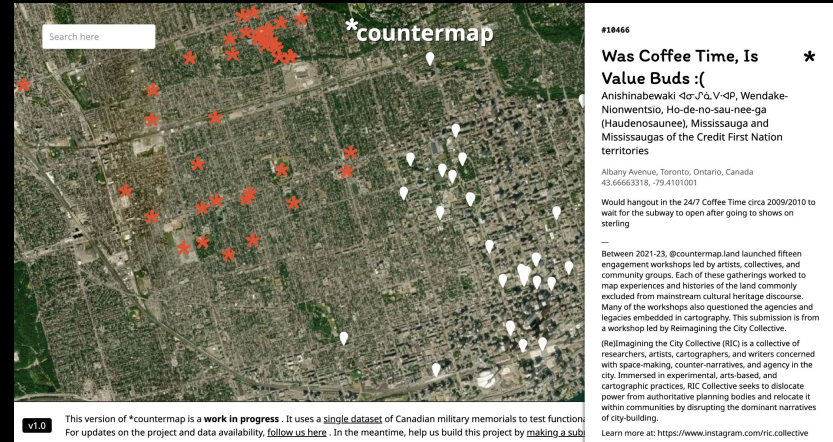 Search here
*countermap
#10466
Was Coffee Time, Is *
Value Buds :(
Anishinabewaki ᐊᓂᔑᓈᐯᐗᑭ, Wendake-
Nionwentsïo, Ho-de-no-sau-nee-ga
(Haudenosaunee), Mississauga and
Mississaugas of the Credit First Nation
territories
Albany Avenue, Toronto, Ontario, Canada
43.66663318, -79.4101001
Would hangout in the 24/7 Coffee Time circa 2009/2010 to
wait for the subway to open after going to shows on
sterling
—
Between 2021-23, @countermap.land launched fifteen
engagement workshops led by artists, collectives, and
community groups. Each of these gatherings worked to
map experiences and histories of the land commonly
excluded from mainstream cultural heritage discourse.
Many of the workshops also questioned the agencies and
legacies embedded in cartography. This submission is from
a workshop led by Reimagining the City Collective.
(Re)Imagining the City Collective (RIC) is a collective of
researchers, artists, cartographers, and writers concerned
with space-making, counter-narratives, and agency in the
city. Immersed in experimental, arts-based, and
cartographic practices, RIC Collective seeks to dislocate
power from authoritative planning bodies and relocate it
within communities by disrupting the dominant narratives
of city-building.
Learn more at: https://www.instagram.com/ric.collective
v1.0
This version of *countermap is a work in progress . It uses a single dataset of Canadian military memorials to test functiona
For updates on the project and data availability, follow us here . In the meantime, help us build this project by making a sub